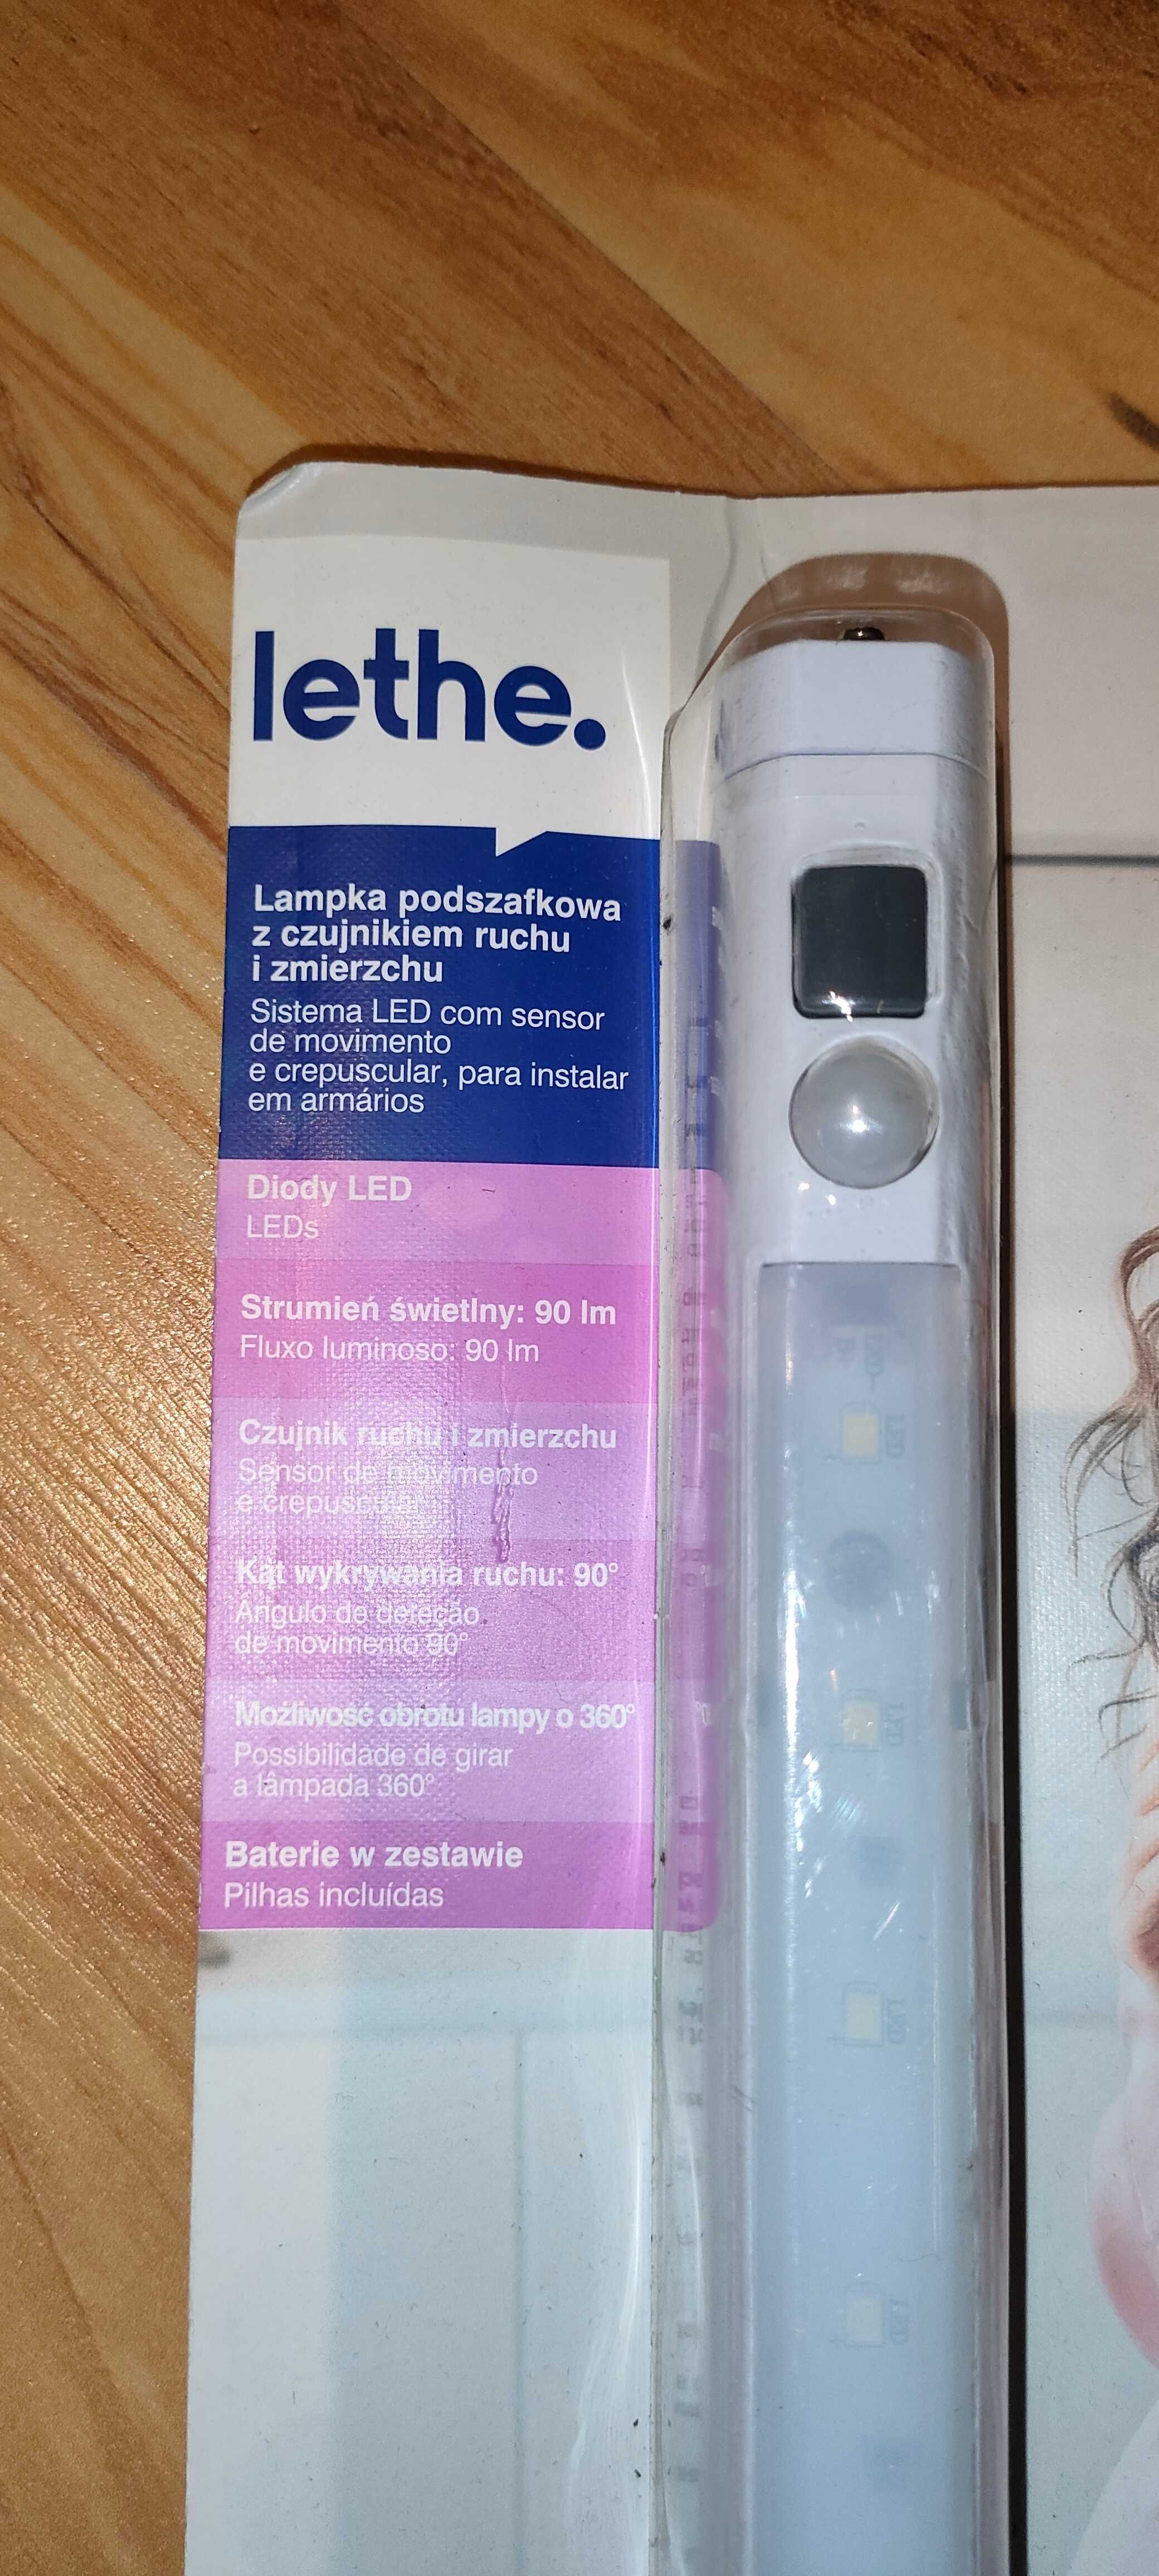 lethe.
Lampka podszafkowa
z czujnikiem ruchu
i zmierzchu
Sistema LED com sensor
de movimento
e crepuscular, para instalar
em armários
Diody LED
LEDs
Strumień świetlny: 90 lm
Fluxo luminoso: 90 lm
Czujnik ruchu i zmierzchu
Sensor de movimento
e crepuscular
Kąt wykrywania ruchu: 90°
Ângulo de deteção
de movimento 90°
Możliwość obrotu lampy o 360°
Possibilidade de girar
a lâmpada 360°
Baterie w zestawie
Pilhas incluídas